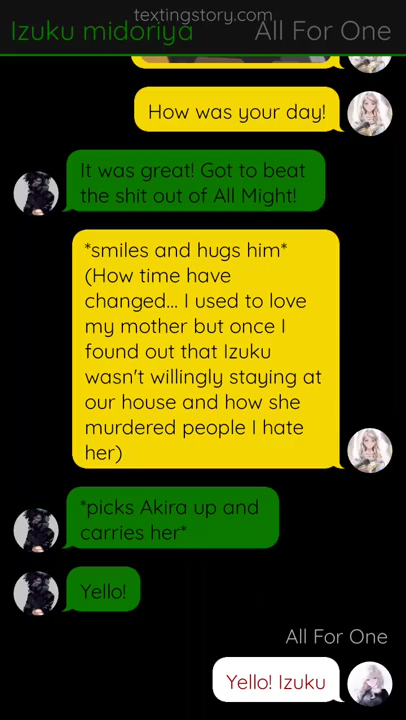 textingstory.com
Izuku midoriya
All For One
How was your day!
It was great! Got to beat
the shit out of All Might!
*smiles and hugs him*
(How time have
changed... I used to love
my mother but once I
found out that Izuku
wasn't willingly staying at
our house and how she
murdered people I hate
her)
*picks Akira up and
carries her*
Yello!
All For One
Yello! Izuku